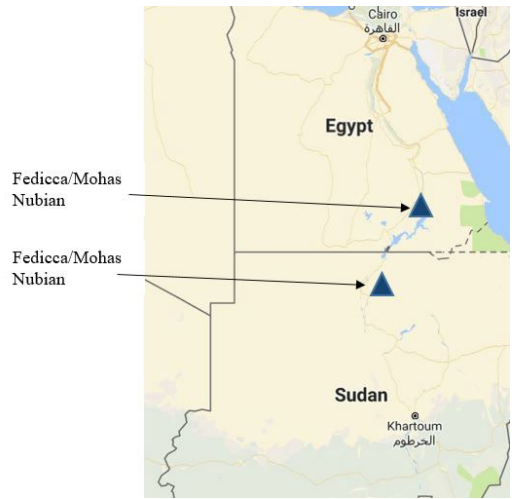 Cairo
القاهرة
Israel
Egypt
Fedicca/Mohas
Nubian
Fedicca/Mohas
Nubian
Sudan
Khartoum
الخرطوم